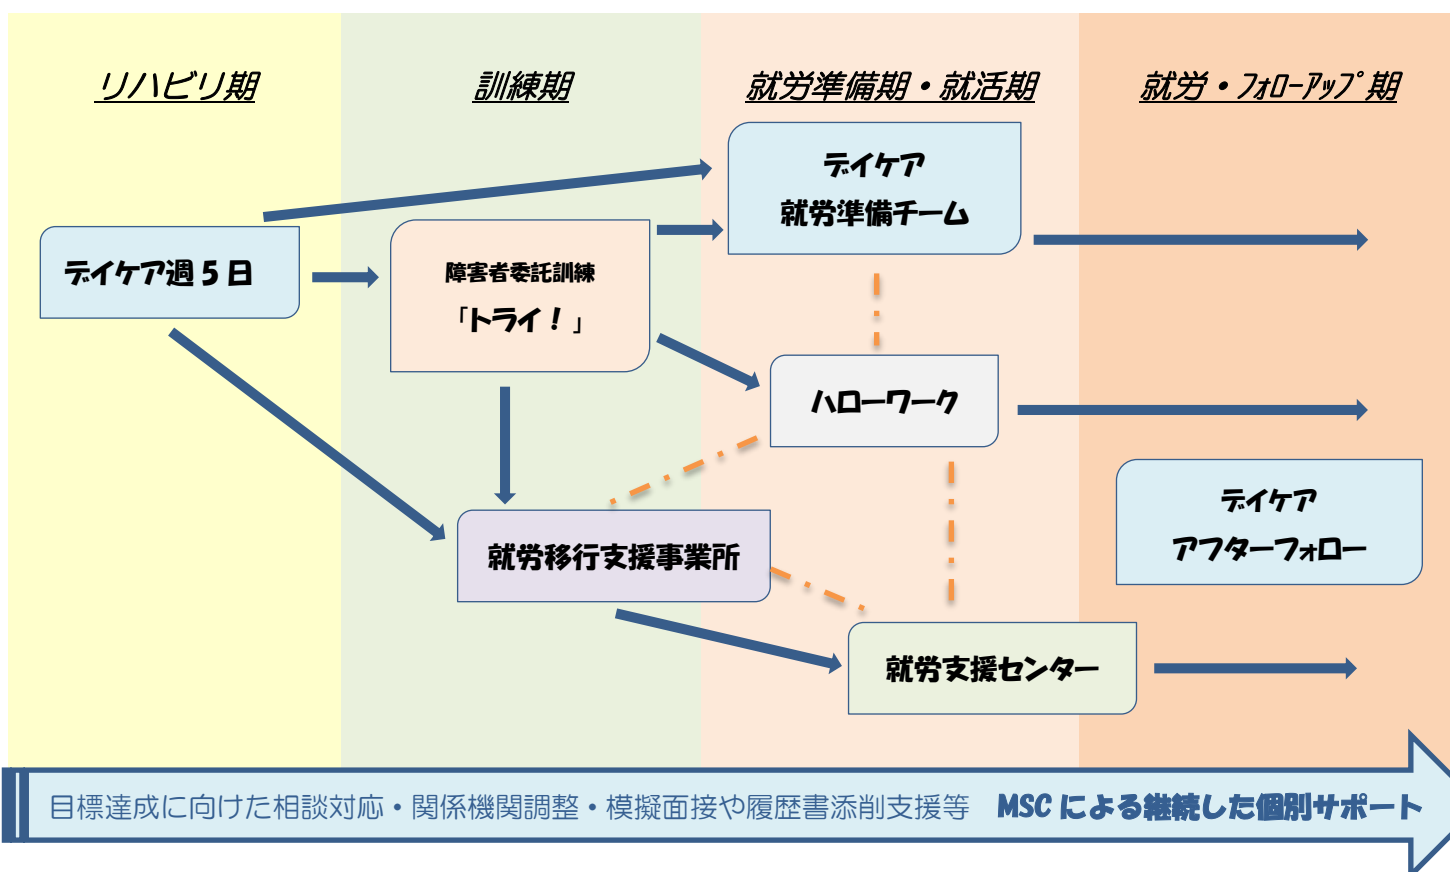 リハビリ期
訓練期
就労準備期・就活期
就労・ﾌｫﾛｰｱｯﾌﾟ期
デイケア
就労準備チーム
デイケア週５日
障害者委託訓練
「トライ！」
ハローワーク
デイケア
アフターフォロー
就労移行支援事業所
就労支援センター
目標達成に向けた相談対応・関係機関調整・模擬面接や履歴書添削支援等　MSCによる継続した個別サポート